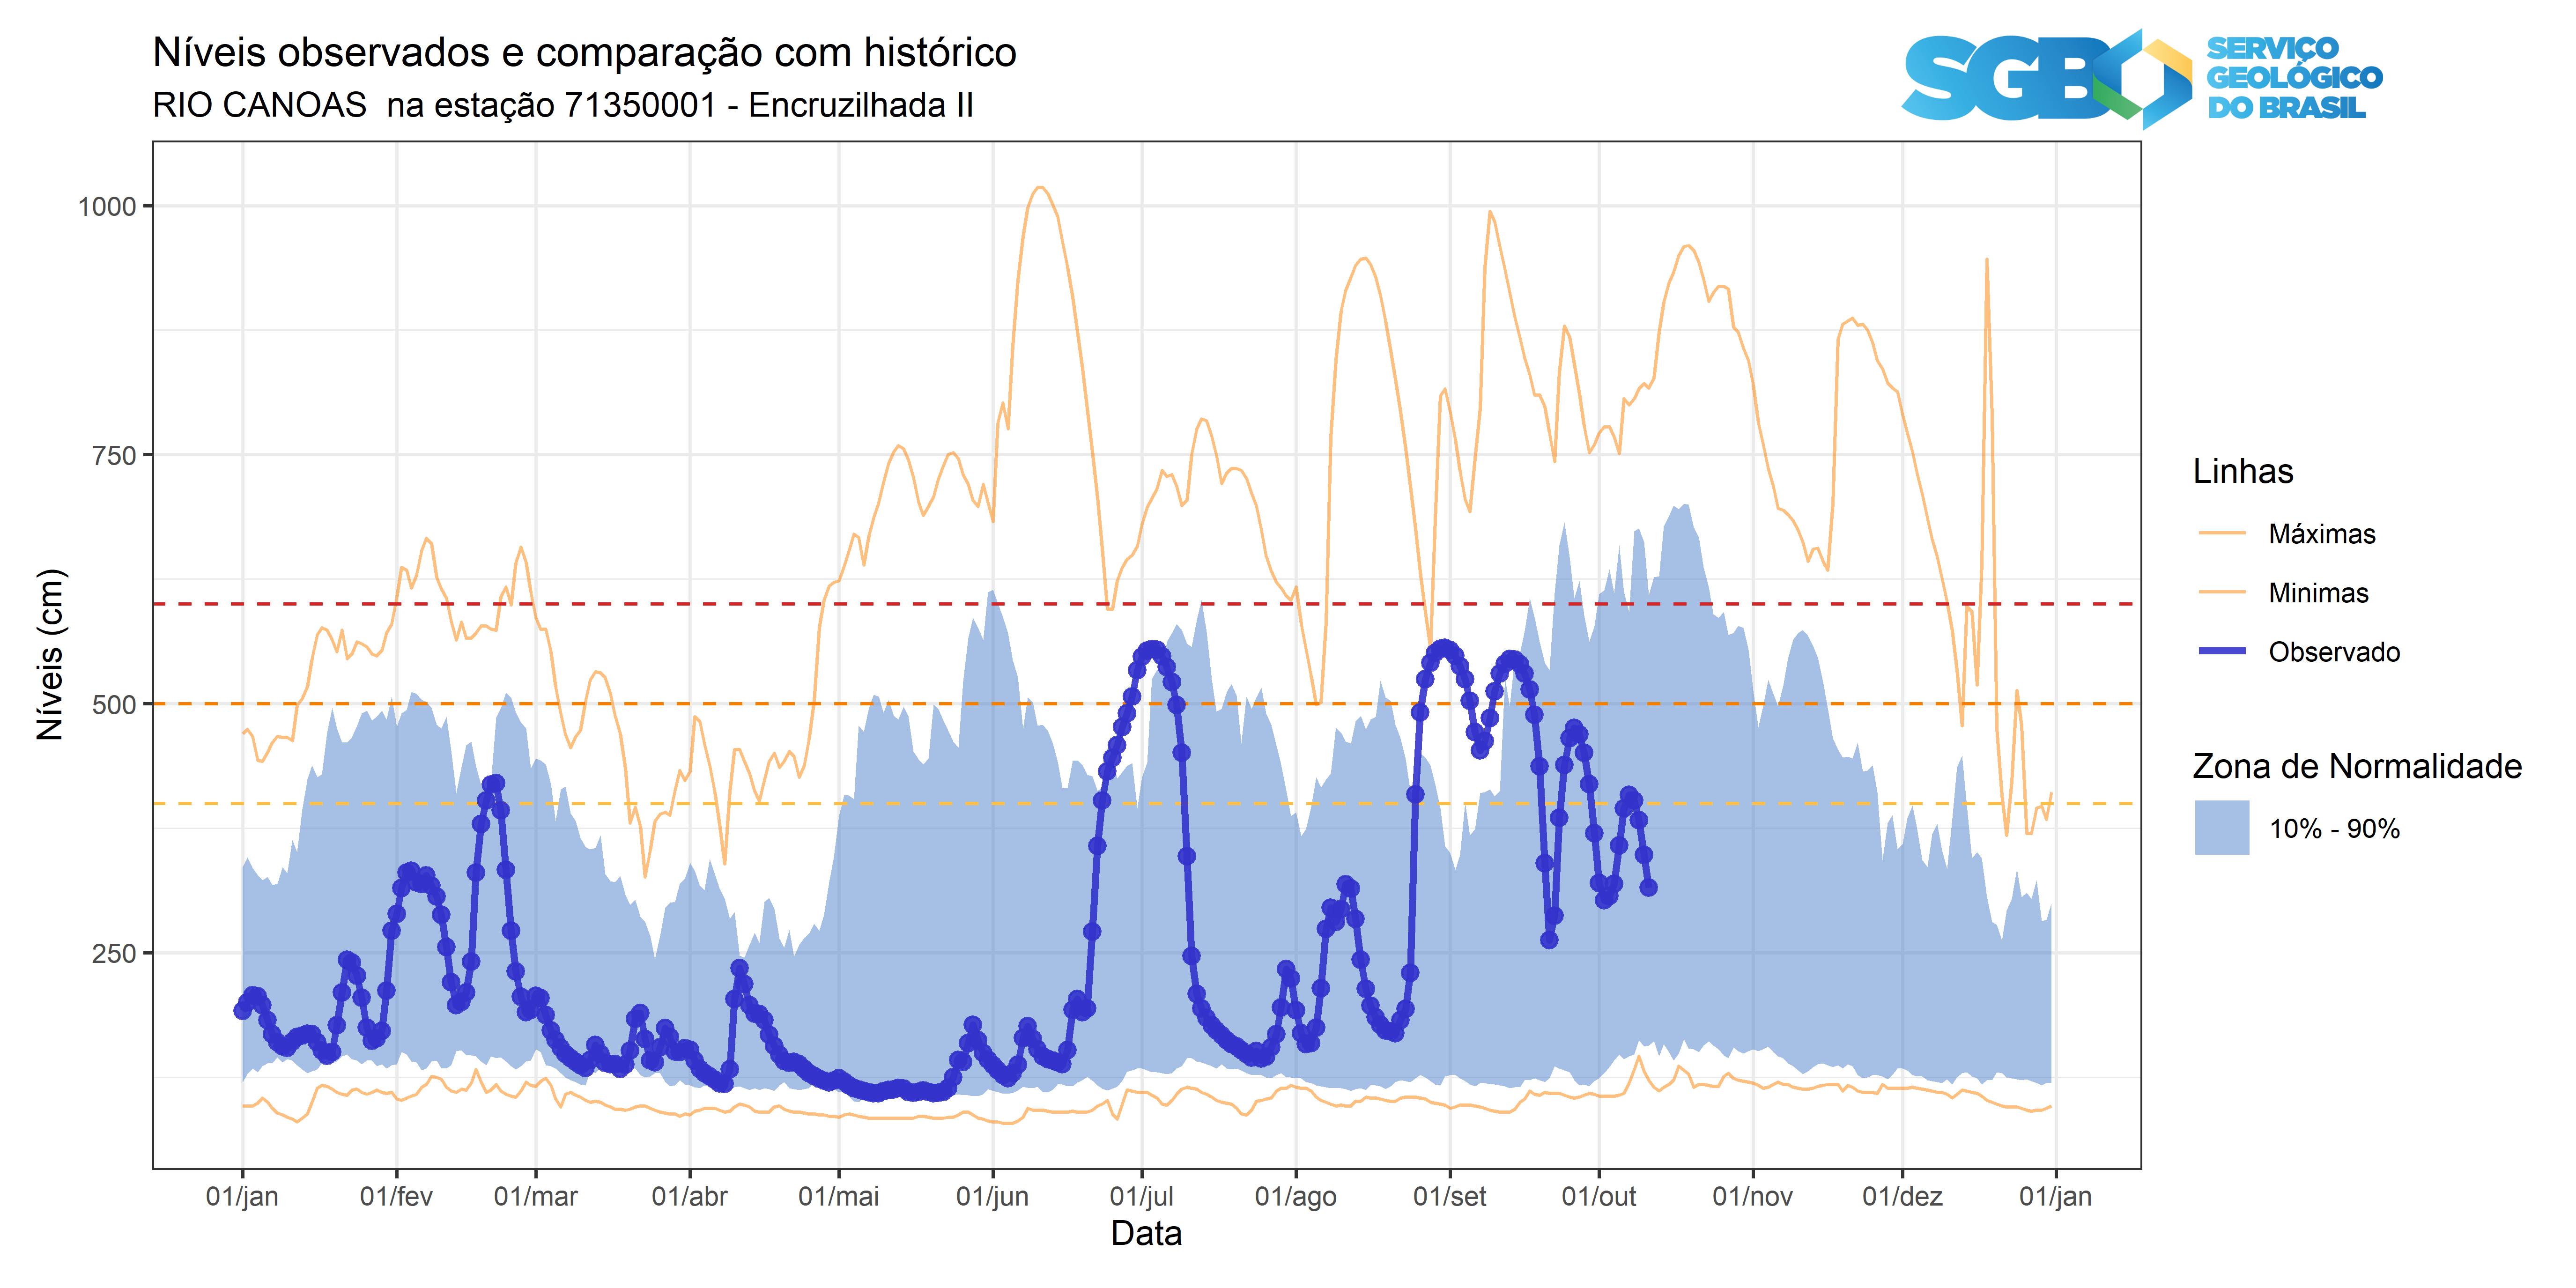 Níveis observados e comparação com histórico
RIO CANOAS  na estação 71350001 - Encruzilhada II
SGB
SERVIÇO
GEOLÓGICO
DO BRASIL
Níveis (cm)
1000
750
500
250
01/jan
01/fev
01/mar
01/abr
01/mai
01/jun
01/jul
01/ago
01/set
01/out
01/nov
01/dez
01/jan
Data
Linhas
Máximas
Minimas
Observado
Zona de Normalidade
10% - 90%